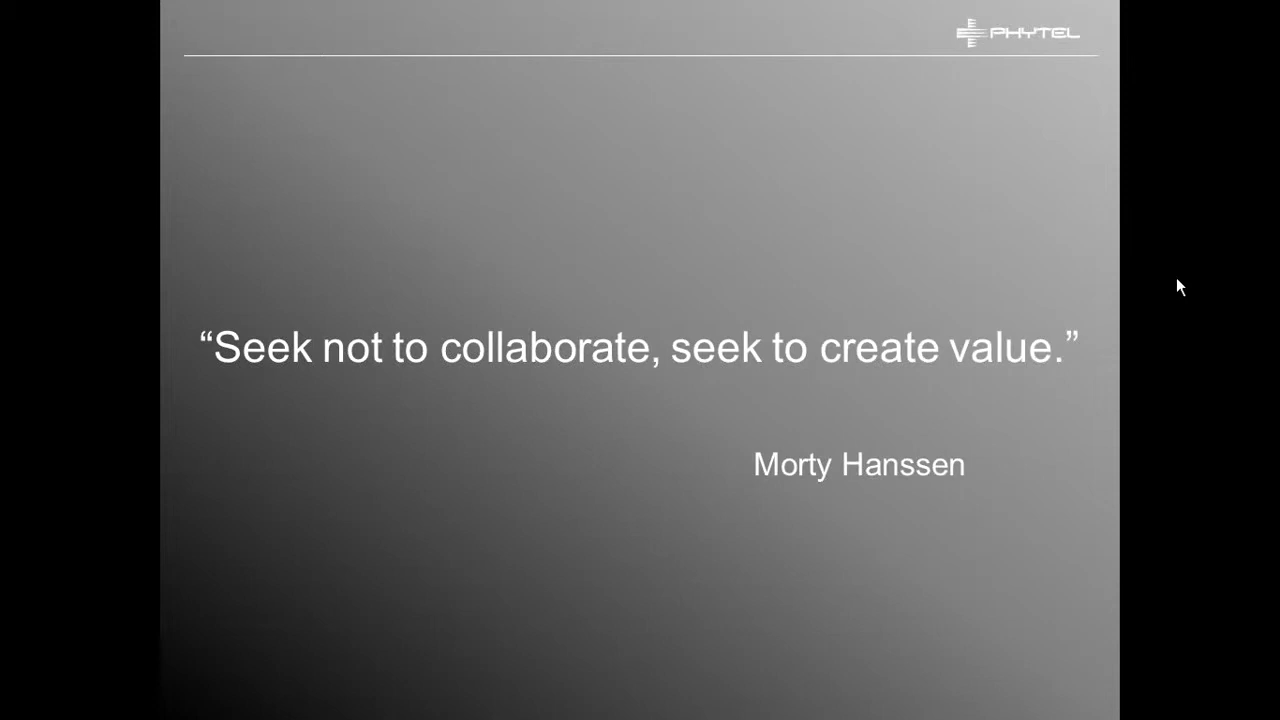 PHYTEL
“Seek not to collaborate, seek to create value.”
Morty Hanssen